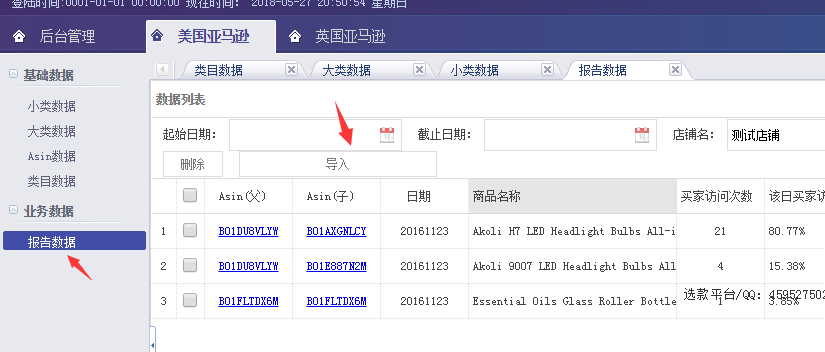 登陆时间:0001-01-01 00:00:00 现在时间: 2018-05-27 20:50:54 星期日
后台管理 美国亚马逊 英国亚马逊
基础数据
小类数据
大类数据
Asin数据
类目数据
业务数据
报告数据
类目数据 大类数据 小类数据 报告数据
数据列表
起始日期: 截止日期: 店铺名: 测试店铺
删除 导入
Asin(父) Asin(子) 日期 商品名称 买家访问次数 该日买家访
1 B01DU8VLYW B01AXGNLCY 20161123 Akoli H7 LED Headlight Bulbs All-i 21 80.77%
2 B01DU8VLYW B01E887N2M 20161123 Akoli 9007 LED Headlight Bulbs All 4 15.38%
3 B01FLTDX6M B01FLTDX6M 20161123 Essential Oils Glass Roller Bottle 1 3.85%
选款平台/QQ: 459527502